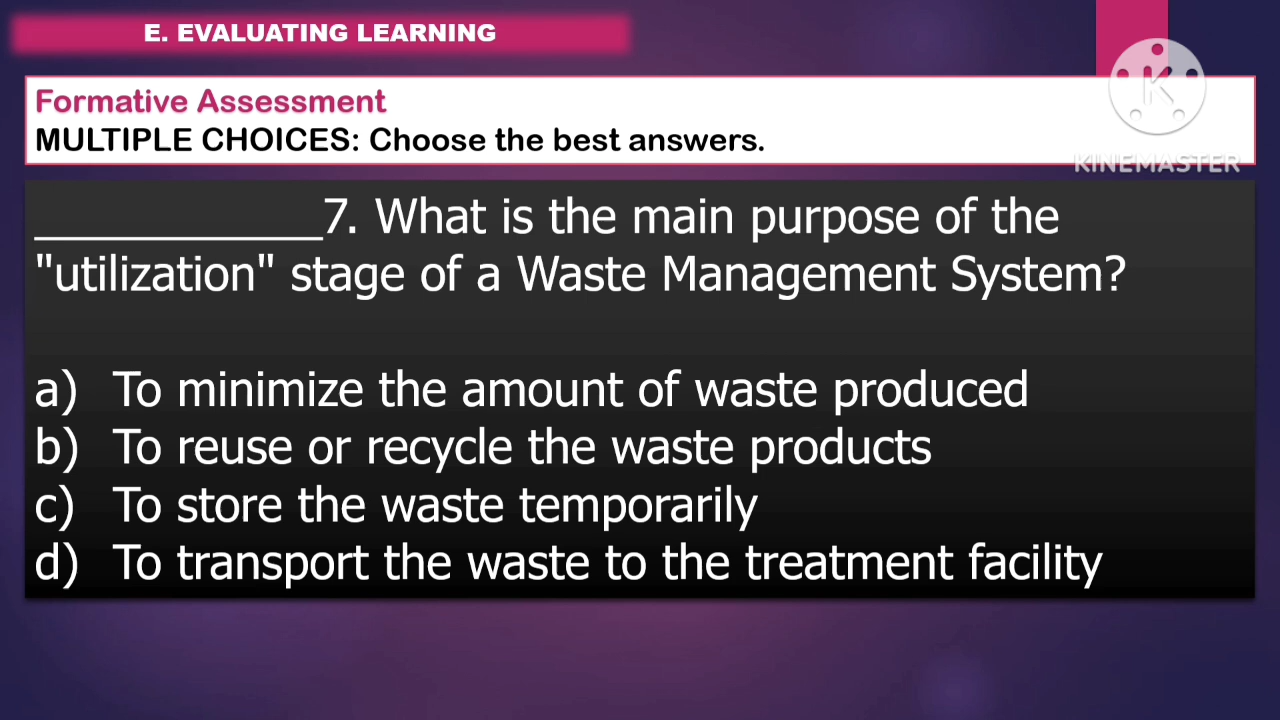 E. EVALUATING LEARNING
Formative Assessment
MULTIPLE CHOICES: Choose the best answers.
K
KINEMASTER
____________7. What is the main purpose of the
"utilization" stage of a Waste Management System?
a) To minimize the amount of waste produced
b) To reuse or recycle the waste products
c) To store the waste temporarily
d) To transport the waste to the treatment facility